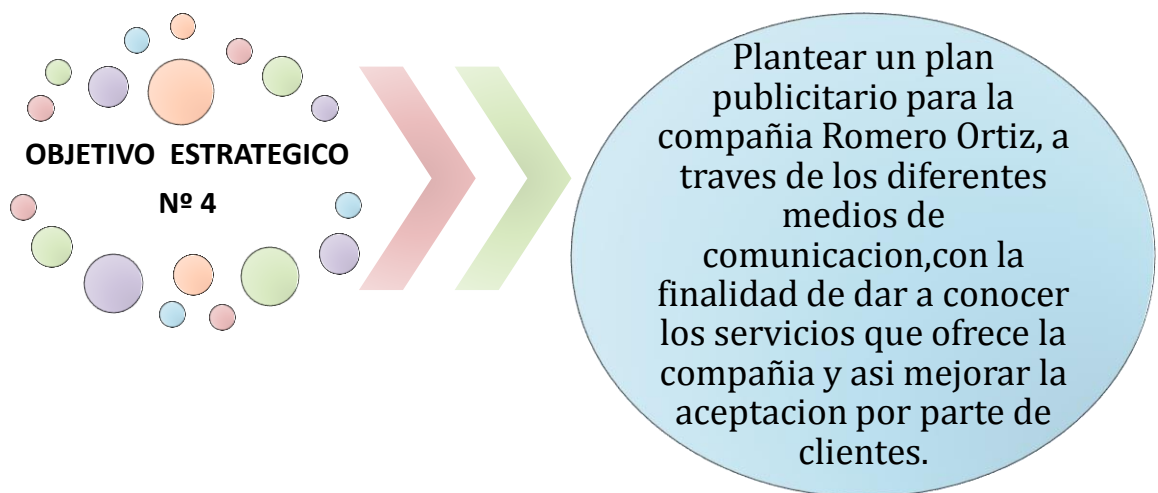 OBJETIVO ESTRATEGICO
Nº 4
Plantear un plan
publicitario para la
compañia Romero Ortiz, a
traves de los diferentes
medios de
comunicacion,con la
finalidad de dar a conocer
los servicios que ofrece la
compañia y asi mejorar la
aceptacion por parte de
clientes.